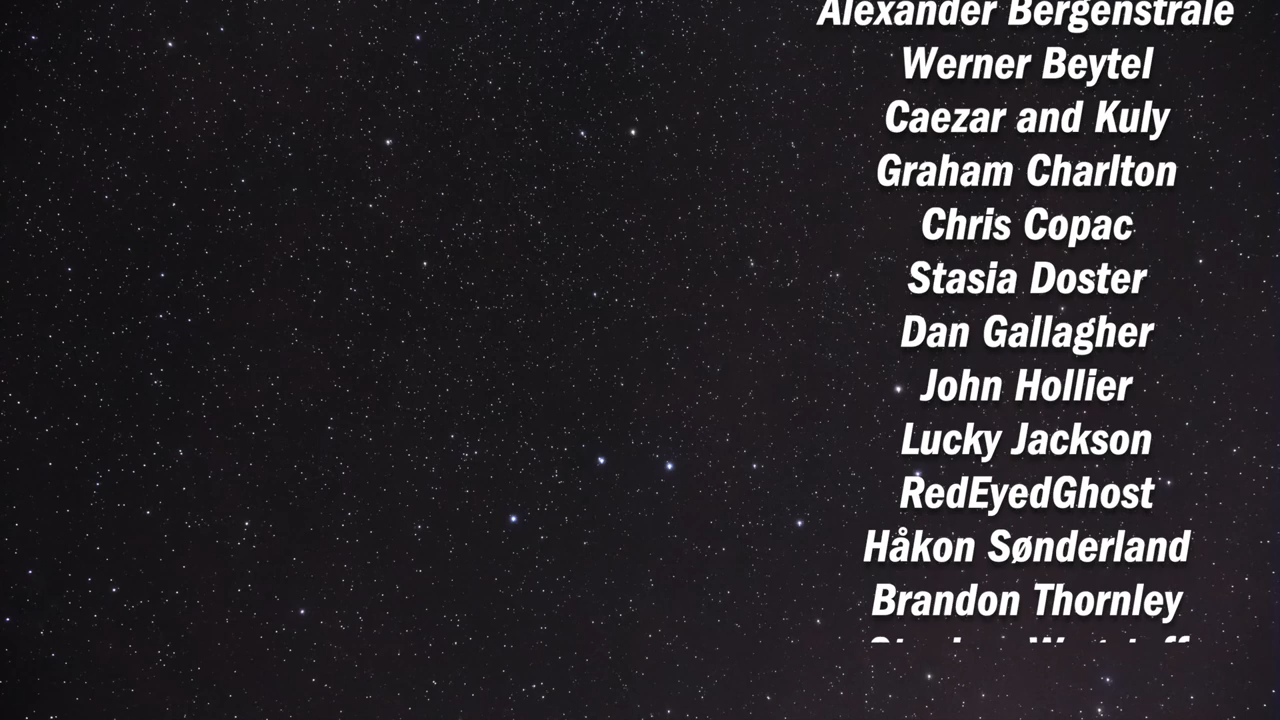 Alexander Bergenstrale
Werner Beytel
Caezar and Kuly
Graham Charlton
Chris Copac
Stasia Doster
Dan Gallagher
John Hollier
Lucky Jackson
RedEyedGhost
Håkon Sønderland
Brandon Thornley